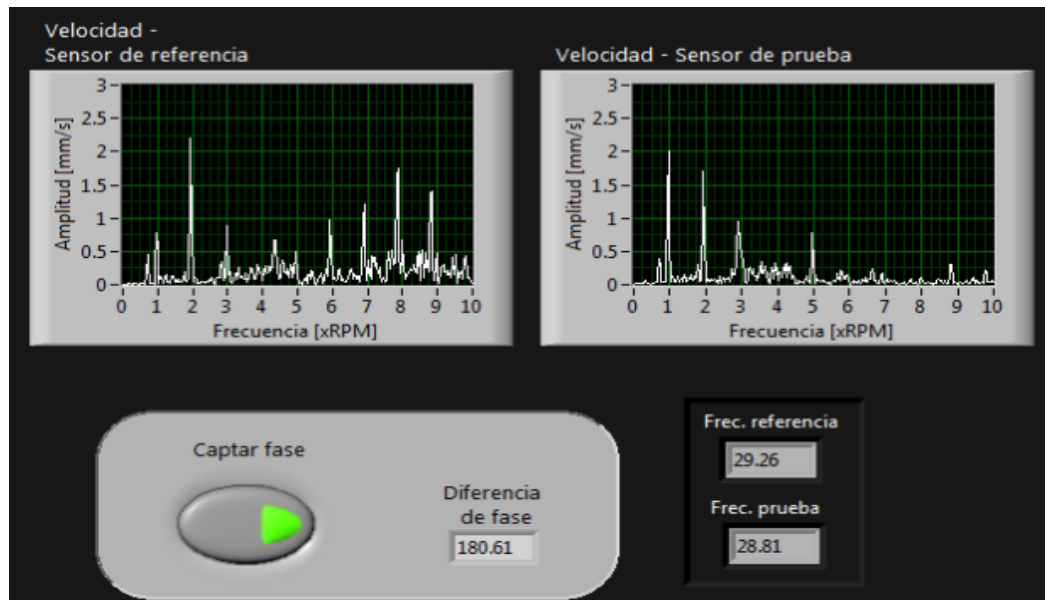 Velocidad -
Sensor de referencia
Amplitud [mm/s]
3
2.5
2
1.5
1
0.5
0
0 1 2 3 4 5 6 7 8 9 10
Frecuencia [xRPM]
Velocidad - Sensor de prueba
Amplitud [mm/s]
3
2.5
2
1.5
1
0.5
0
0 1 2 3 4 5 6 7 8 9 10
Frecuencia [xRPM]
Captar fase
Diferencia
de fase
180.61
Frec. referencia
29.26
Frec. prueba
28.81